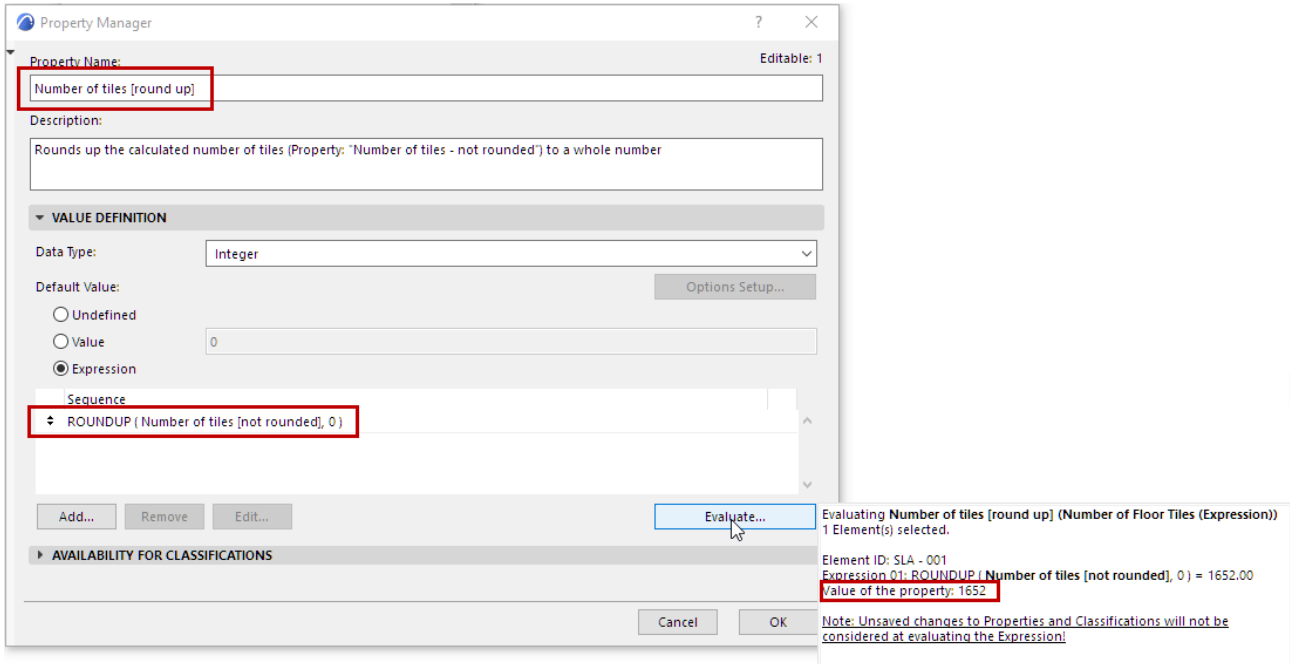 Property Manager
?
Property Name:
Editable: 1
Number of tiles [round up]
Description:
Rounds up the calculated number of tiles (Property: "Number of tiles - not rounded") to a whole number
VALUE DEFINITION
Data Type:
Integer
Default Value:
Options Setup...
Undefined
Value
0
Expression
Sequence
ROUNDUP ( Number of tiles [not rounded], 0 )
Add...
Remove
Edit...
Evaluate...
AVAILABILITY FOR CLASSIFICATIONS
Cancel
OK
Evaluating Number of tiles [round up] (Number of Floor Tiles (Expression))
1 Element(s) selected.
Element ID: SLA - 001
Expression 01: ROUNDUP ( Number of tiles [not rounded], 0 ) = 1652.00
Value of the property: 1652
Note: Unsaved changes to Properties and Classifications will not be
considered at evaluating the Expression!